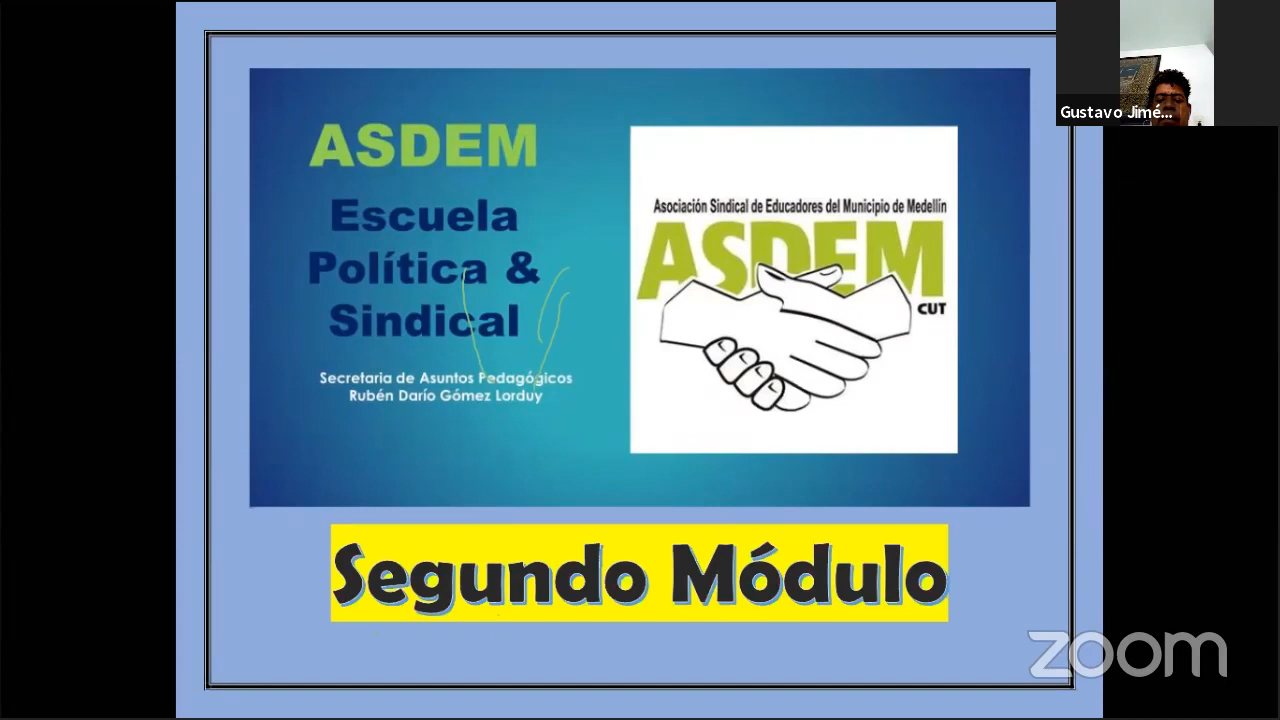 ASDEM
Escuela
Política &
Sindical
Secretaria de Asuntos Pedagógicos
Rubén Darío Gómez Lorduy
Asociación Sindical de Educadores del Municipio de Medellín
ASDEM
CUT
Segundo Módulo
Gustavo Jimé...
zoom